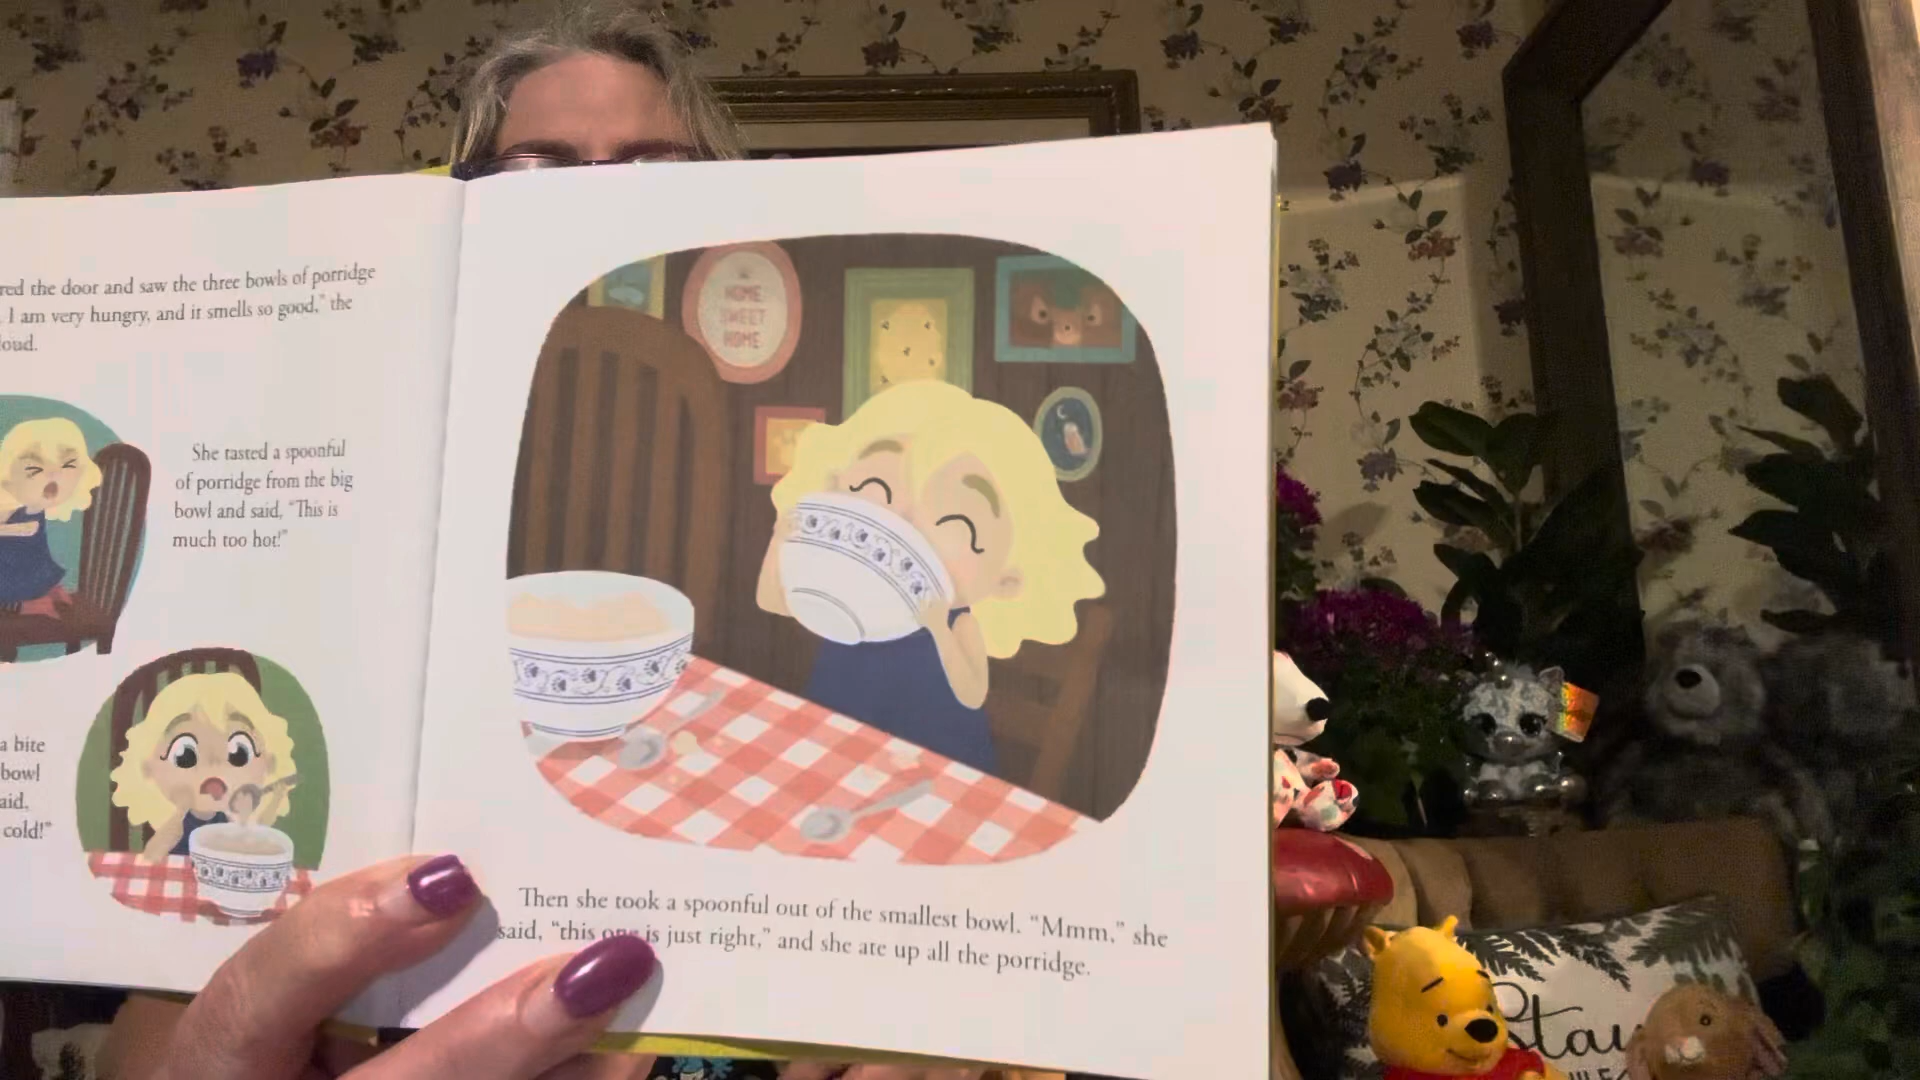 red the door and saw the three bowls of porridge
I am very hungry, and it smells so good," the
loud.
She tasted a spoonful
of porridge from the big
bowl and said, "This is
much too hot!"
a bite
bowl
aid,
cold!"
HOME
SWEET
HOME
Then she took a spoonful out of the smallest bowl. "Mmm," she
said, "this one is just right," and she ate up all the porridge.
Stay